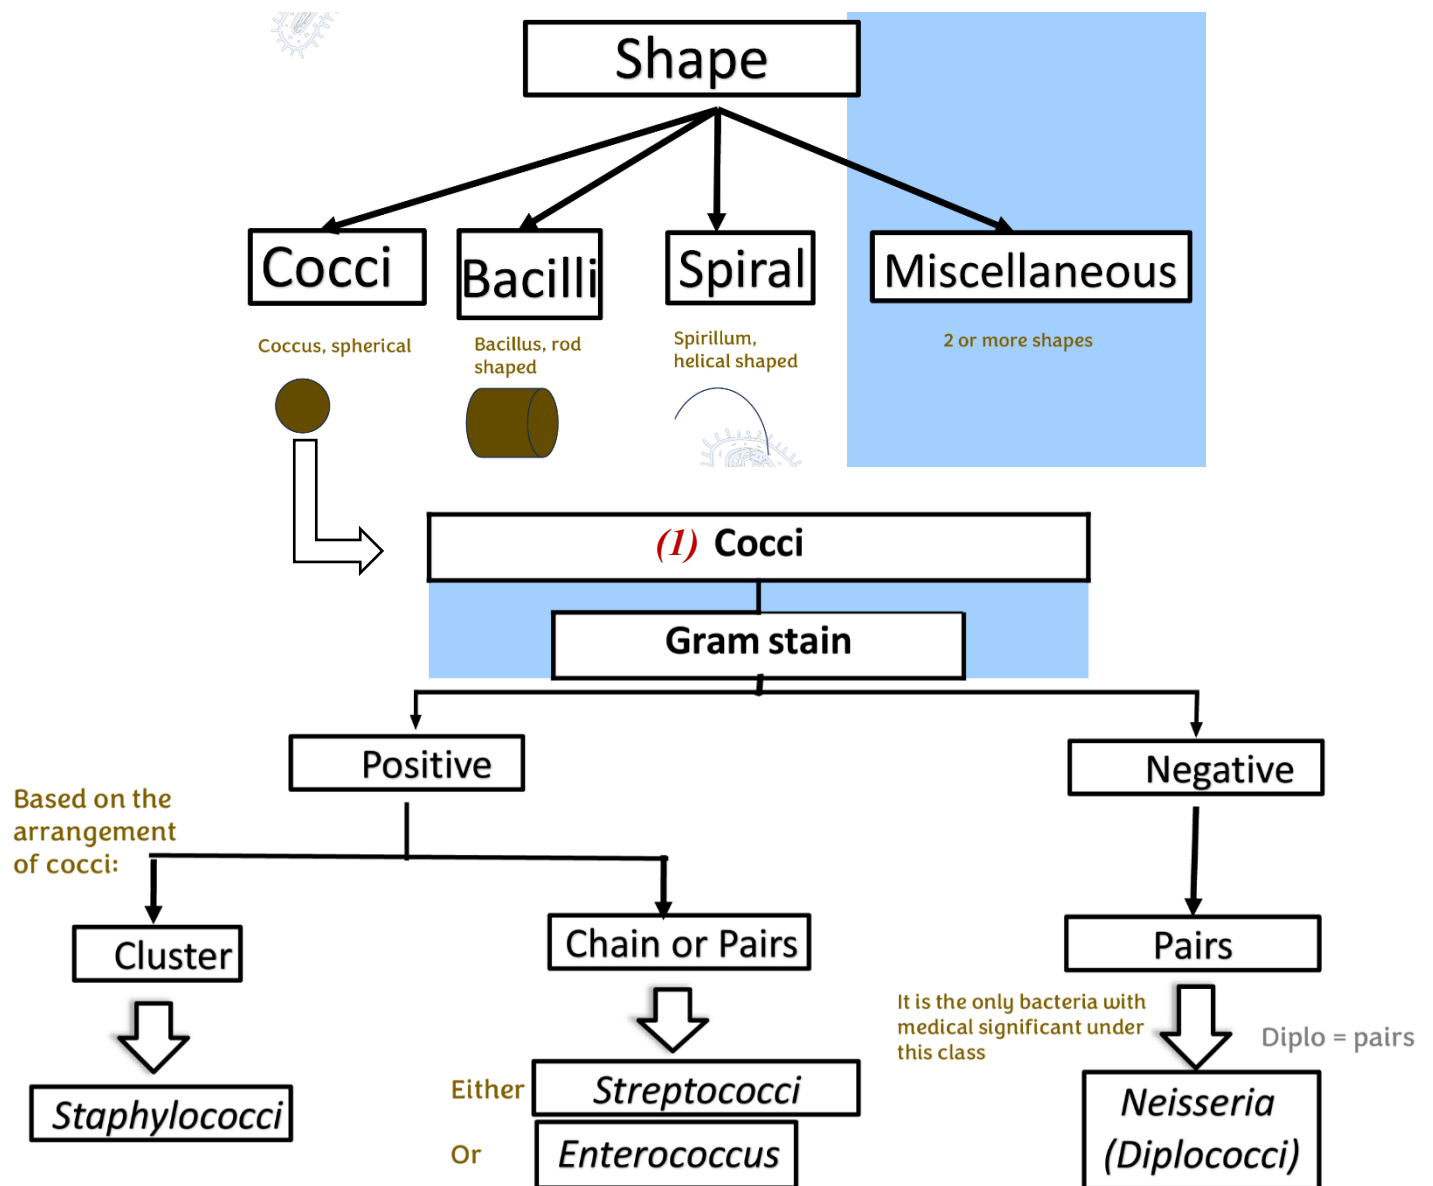 Shape
Cocci
Bacilli
Spiral
Miscellaneous
Coccus, spherical
Bacillus, rod
shaped
Spirillum,
helical shaped
2 or more shapes
(1) Cocci
Gram stain
Positive
Negative
Based on the
arrangement
of cocci:
Cluster
Chain or Pairs
Pairs
It is the only bacteria with
medical significant under
this class
Diplo = pairs
Staphylococci
Either
Streptococci
Or
Enterococcus
Neisseria
(Diplococci)